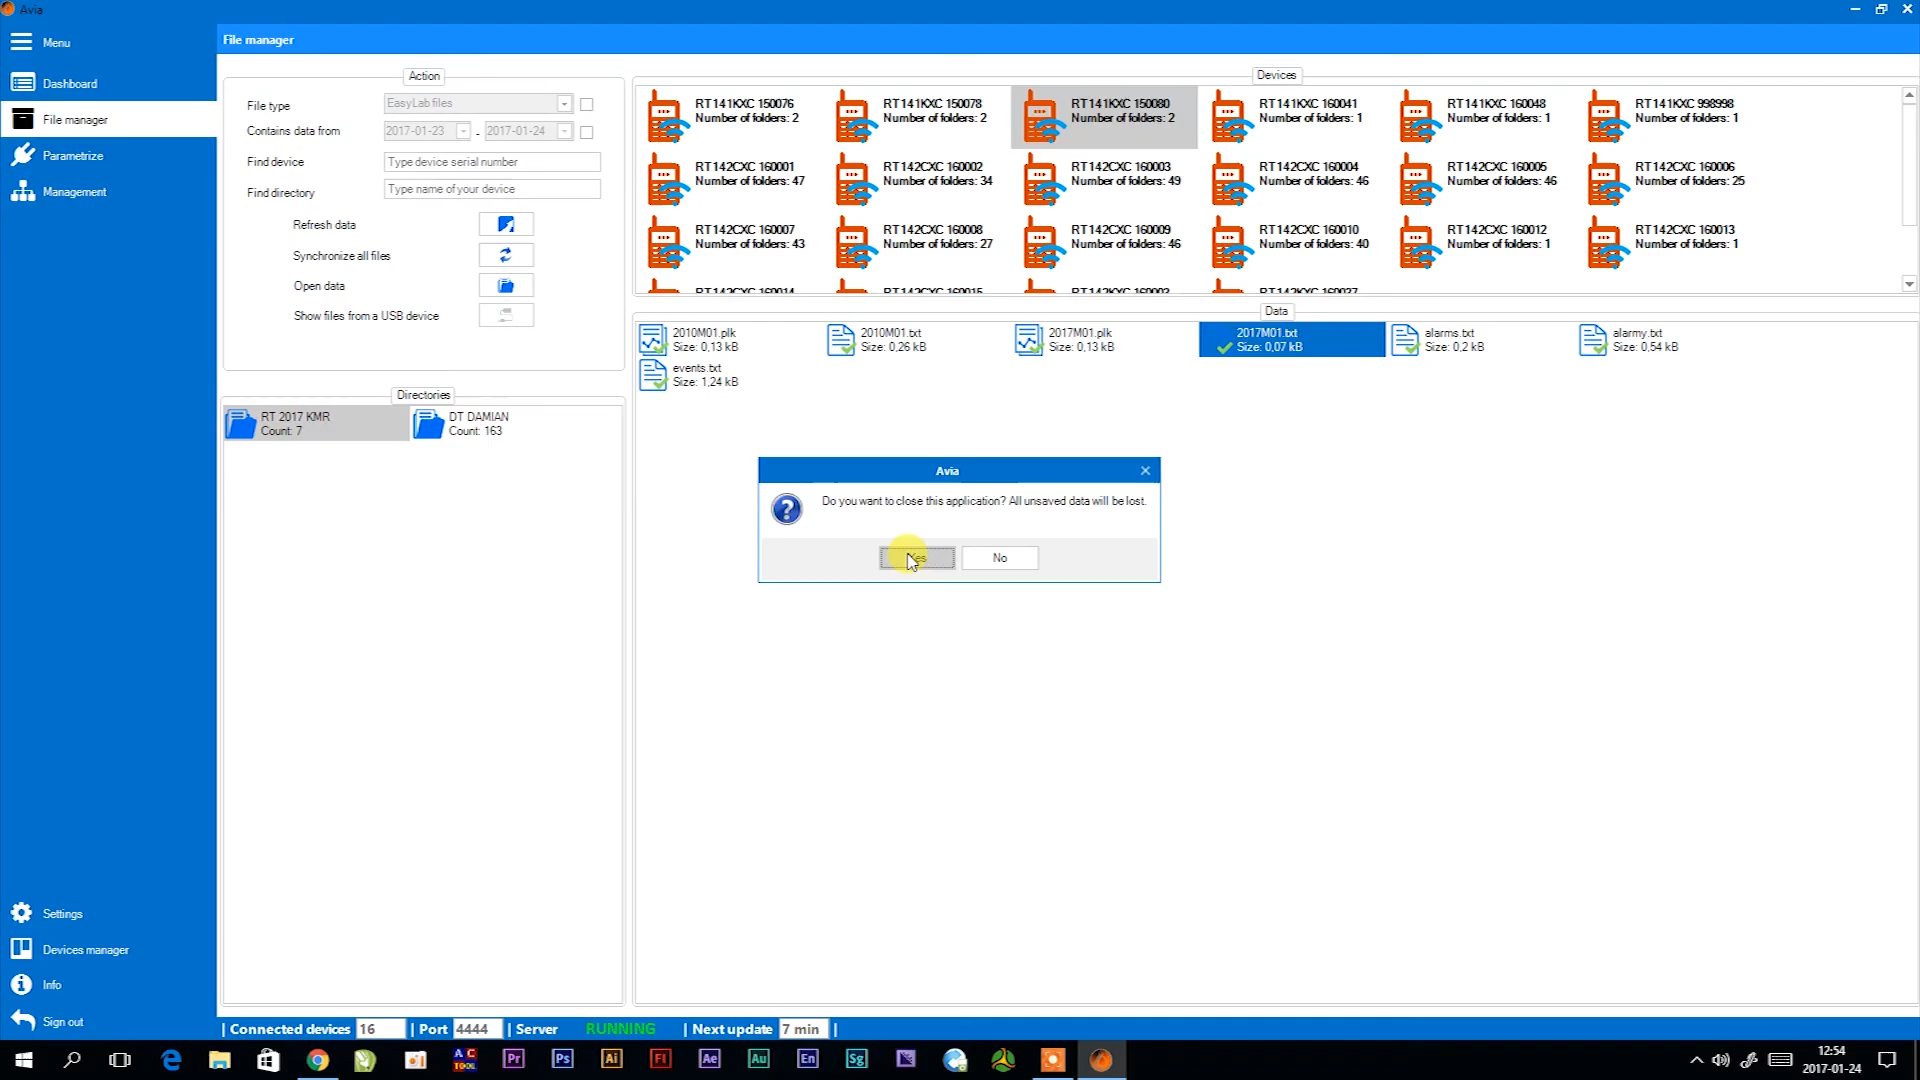 Avia
Menu
Dashboard
File manager
Parametrize
Management
Settings
Devices manager
Info
Sign out
File manager
Action
File type
EasyLab files
Contains data from
2017-01-23 - 2017-01-24
Find device
Type device serial number
Find directory
Type name of your device
Refresh data
Synchronize all files
Open data
Show files from a USB device
Directories
RT 2017 KMR
Count: 7
DT DAMIAN
Count: 163
Devices
RT141KXC 150076
Number of folders: 2
RT141KXC 150078
Number of folders: 2
RT141KXC 150080
Number of folders: 2
RT141KXC 160041
Number of folders: 1
RT141KXC 160048
Number of folders: 1
RT141KXC 998998
Number of folders: 1
RT142CXC 160001
Number of folders: 47
RT142CXC 160002
Number of folders: 34
RT142CXC 160003
Number of folders: 49
RT142CXC 160004
Number of folders: 46
RT142CXC 160005
Number of folders: 46
RT142CXC 160006
Number of folders: 25
RT142CXC 160007
Number of folders: 43
RT142CXC 160008
Number of folders: 27
RT142CXC 160009
Number of folders: 46
RT142CXC 160010
Number of folders: 40
RT142CXC 160012
Number of folders: 1
RT142CXC 160013
Number of folders: 1
Data
2010M01.plk
Size: 0,13 kB
2010M01.txt
Size: 0,26 kB
2017M01.plk
Size: 0,13 kB
2017M01.txt
Size: 0,07 kB
alarms.txt
Size: 0,2 kB
alarmy.txt
Size: 0,54 kB
events.txt
Size: 1,24 kB
Avia
Do you want to close this application? All unsaved data will be lost.
Yes
No
| Connected devices 16 | Port 4444 | Server RUNNING | Next update 7 min |
A C
TOOL
Pr
Ps
Ai
Fl
Ae
Au
En
Sg
12:54
2017-01-24